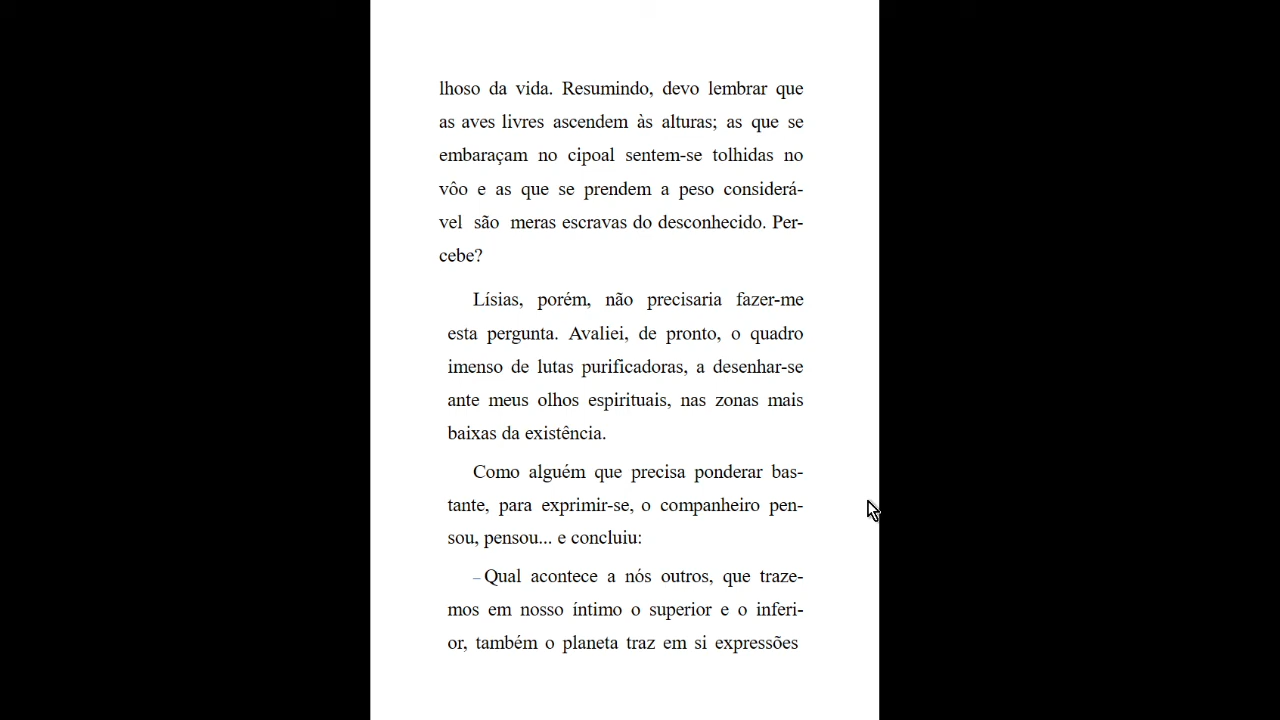 lhoso da vida. Resumindo, devo lembrar que
as aves livres ascendem às alturas; as que se
embaraçam no cipoal sentem-se tolhidas no
vôo e as que se prendem a peso considerá-
vel são meras escravas do desconhecido. Per-
cebe?
Lísias, porém, não precisaria fazer-me
esta pergunta. Avaliei, de pronto, o quadro
imenso de lutas purificadoras, a desenhar-se
ante meus olhos espirituais, nas zonas mais
baixas da existência.
Como alguém que precisa ponderar bas-
tante, para exprimir-se, o companheiro pen-
sou, pensou... e concluiu:
– Qual acontece a nós outros, que traze-
mos em nosso íntimo o superior e o inferi-
or, também o planeta traz em si expressões